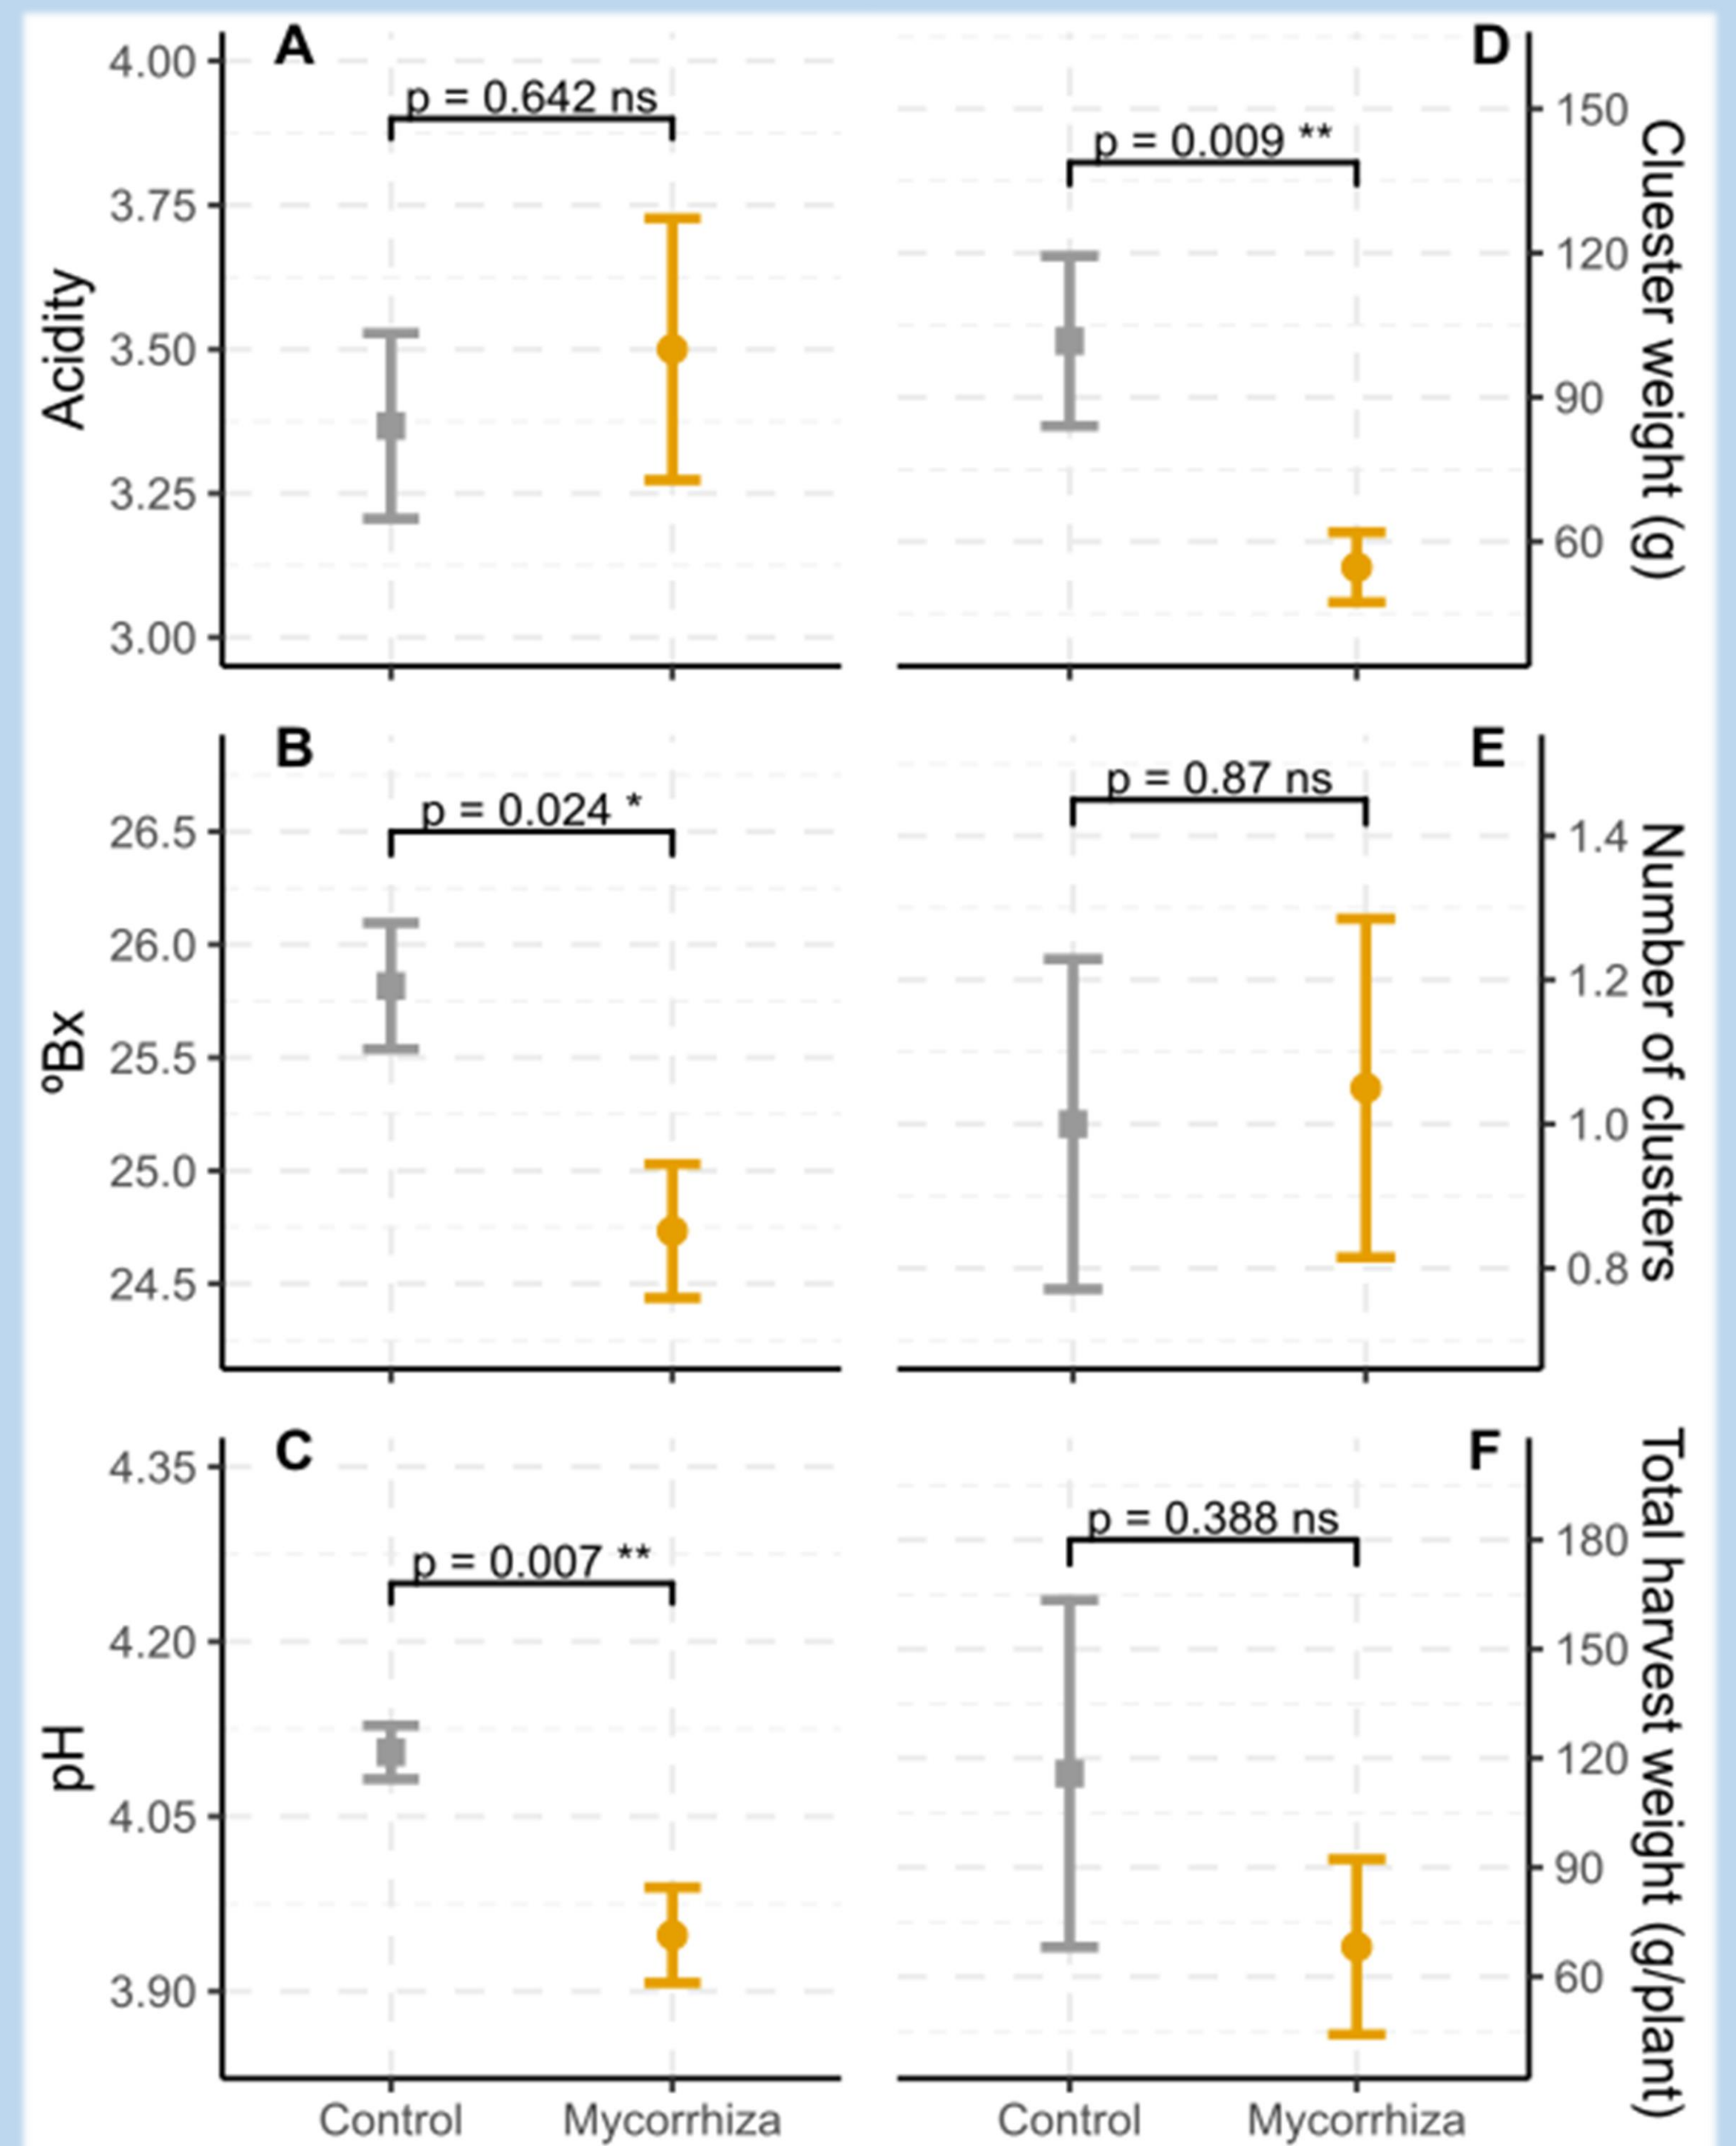 A
4.00
3.75
3.50
3.25
3.00
Acidity
p = 0.642 ns
D
150
120
90
60
Cluester weight (g)
p = 0.009 **
B
26.5
26.0
25.5
25.0
24.5
ºBx
p = 0.024 *
E
1.4
1.2
1.0
0.8
Number of clusters
p = 0.87 ns
C
4.35
4.20
4.05
3.90
pH
p = 0.007 **
Control
Mycorrhiza
F
180
150
120
90
60
Total harvest weight (g/plant)
p = 0.388 ns
Control
Mycorrhiza